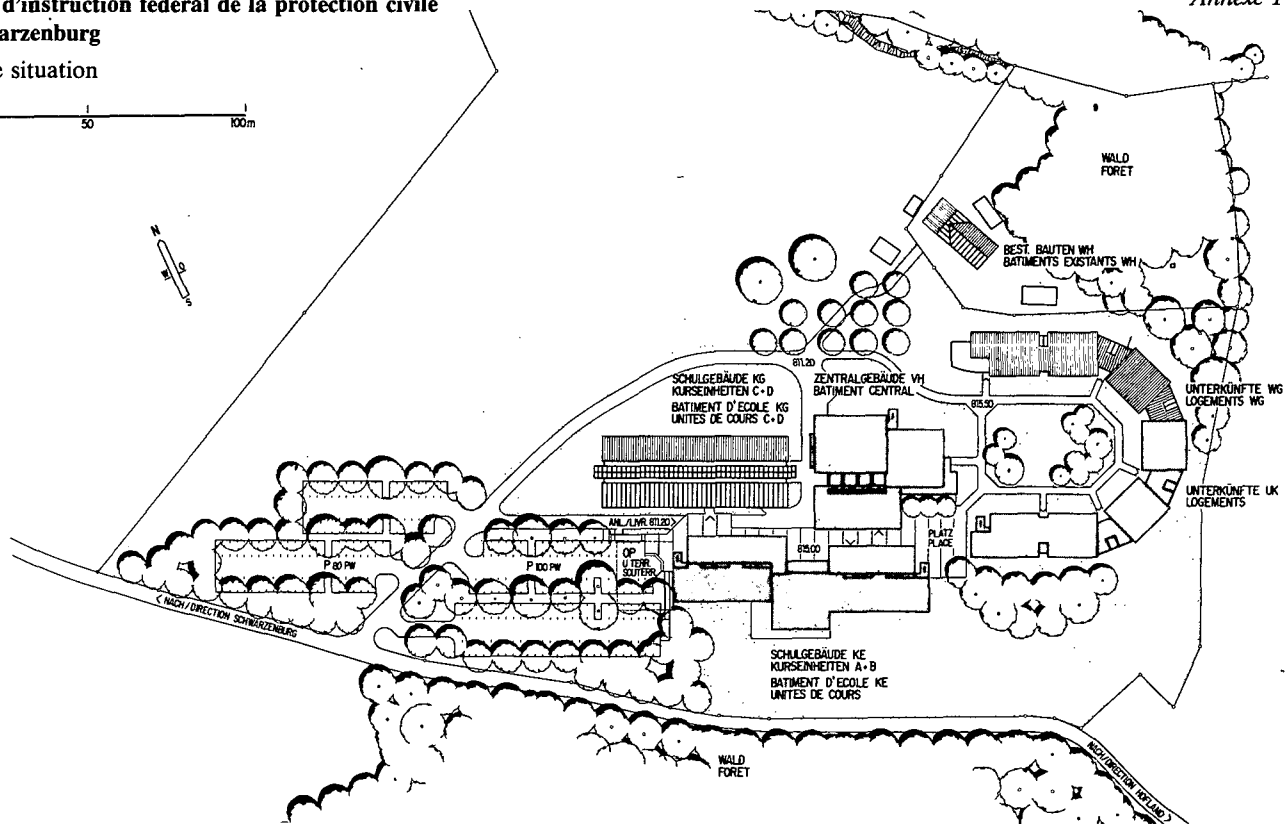 d'instruction fédéral de la protection civile
Annexe 1
arzenburg
e situation
50 100m
N
O
W
S
WALD
FORET
BEST. BAUTEN WH
BATIMENTS EXISTANTS WH
811.20
SCHULGEBÄUDE KG
KURSEINHEITEN C+D
BATIMENT D'ECOLE KG
UNITES DE COURS C+D
ZENTRALGEBÄUDE VH
BATIMENT CENTRAL
815.50
UNTERKÜNFTE WG
LOGEMENTS WG
UNTERKÜNFTE UK
LOGEMENTS
ANL./LIVR. 811.20
OP
U TERR.
SOUTERR.
815.00
PLATZ
PLACE
P 80 PW
P 100 PW
< NACH/DIRECTION SCHWARZENBURG
SCHULGEBÄUDE KE
KURSEINHEITEN A+B
BATIMENT D'ECOLE KE
UNITES DE COURS
WALD
FORET
NACH/DIRECTION HOFLAND >